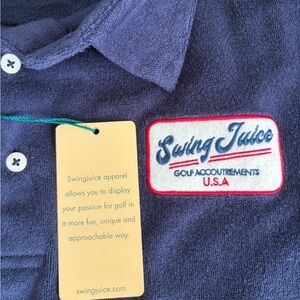 Swing Juice
GOLF ACCOUTREMENTS
U.S.A
SwingJuice apparel
allows you to display
your passion for golf in
a more fun, unique and
approachable way.
swingjuice.com